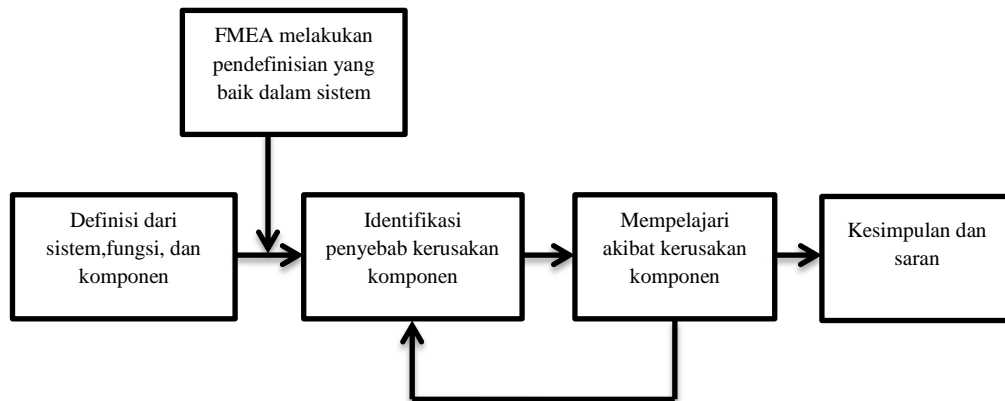 FMEA melakukan
pendefinisian yang
baik dalam sistem
Definisi dari
sistem,fungsi, dan
komponen
Identifikasi
penyebab kerusakan
komponen
Mempelajari
akibat kerusakan
komponen
Kesimpulan dan
saran